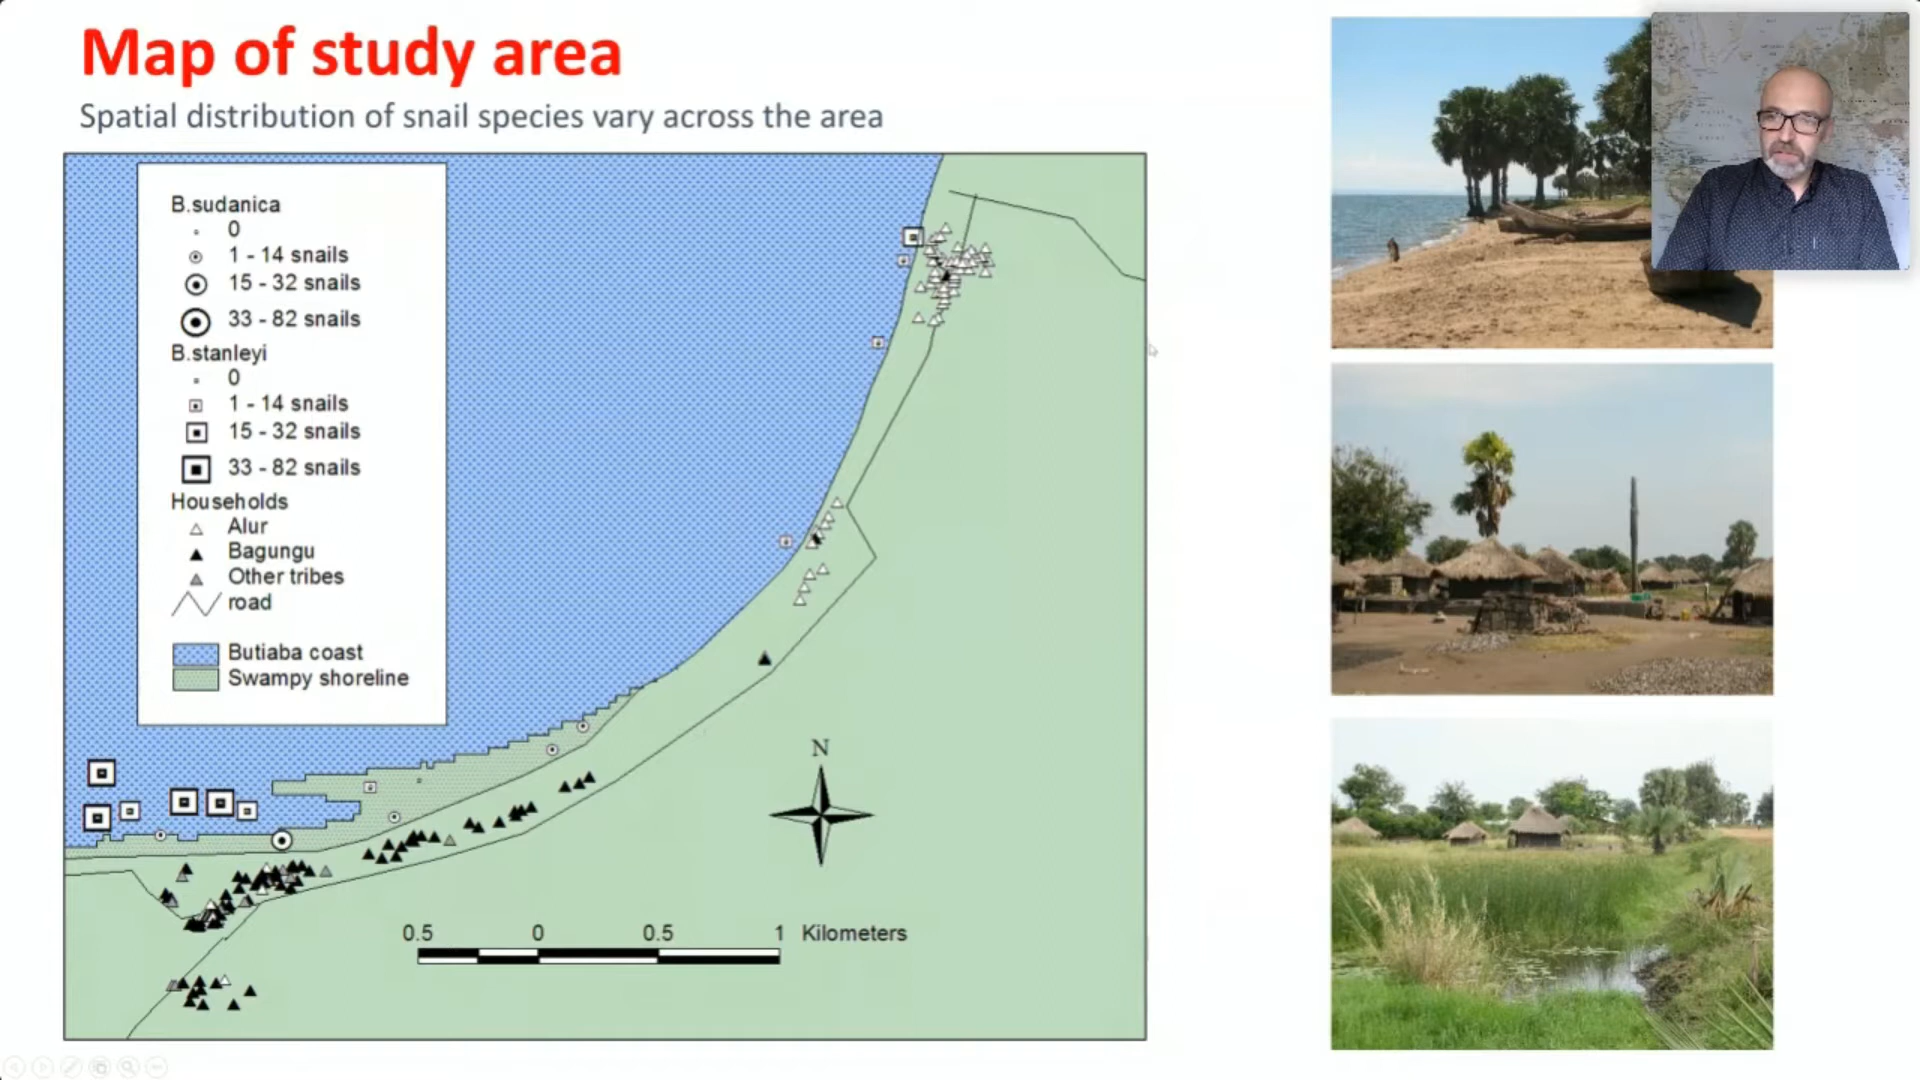 Map of study area
Spatial distribution of snail species vary across the area
B.sudanica
0
1 - 14 snails
15 - 32 snails
33 - 82 snails
B.stanleyi
0
1 - 14 snails
15 - 32 snails
33 - 82 snails
Households
Alur
Bagungu
Other tribes
road
Butiaba coast
Swampy shoreline
N
0.5 0 0.5 1 Kilometers